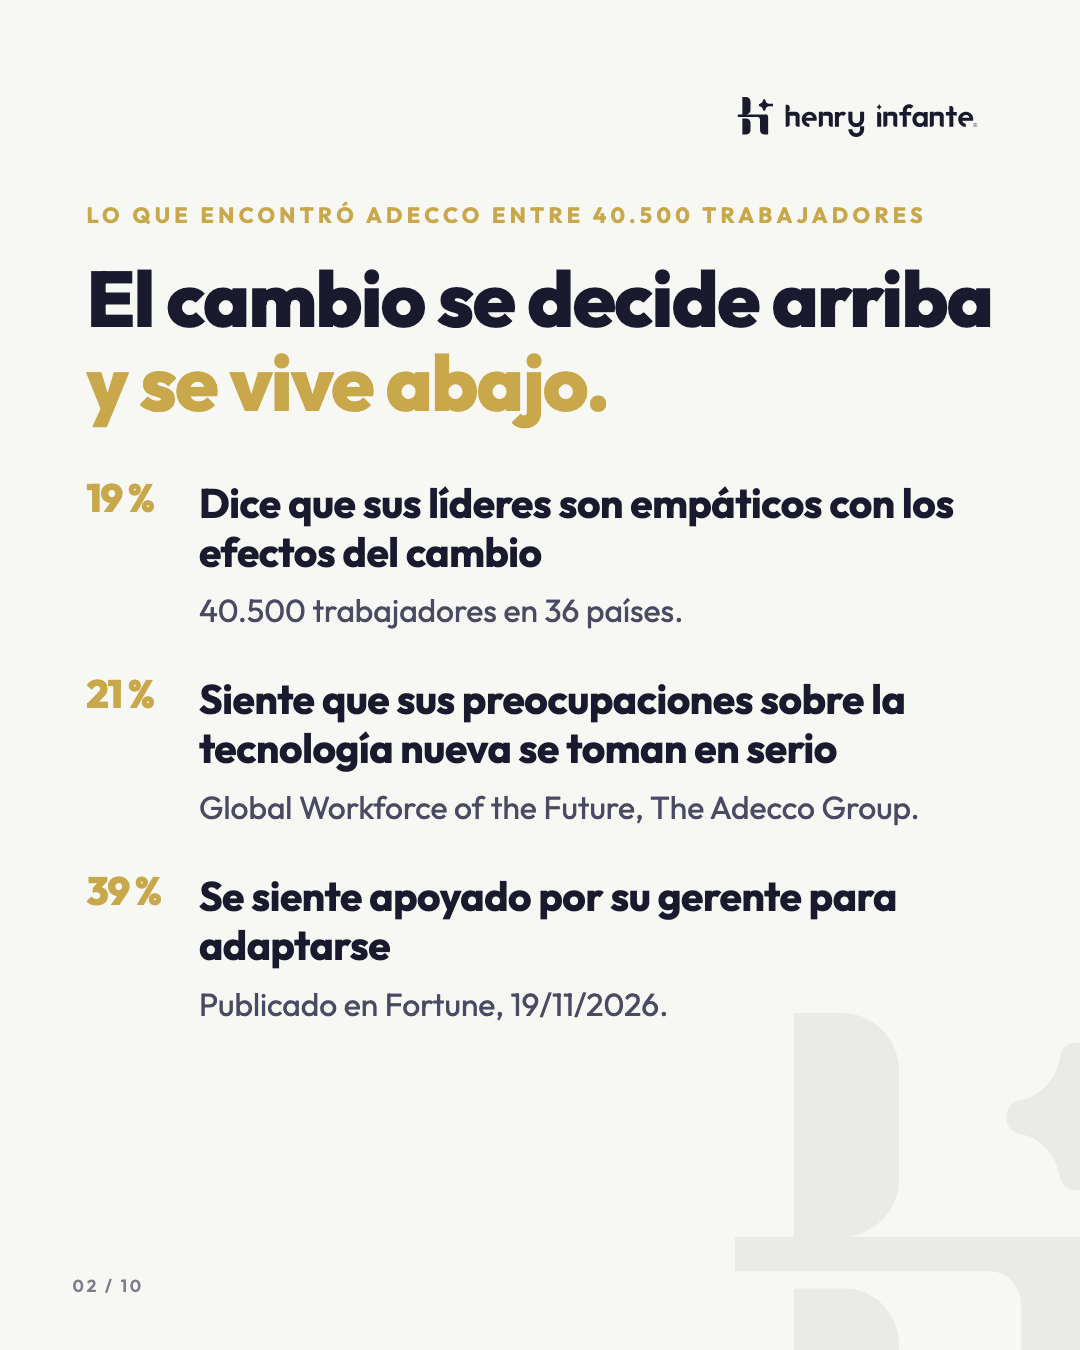 henry infante
LO QUE ENCONTRÓ ADECCO ENTRE 40.500 TRABAJADORES
El cambio se decide arriba
y se vive abajo.
19 %
Dice que sus líderes son empáticos con los
efectos del cambio
40.500 trabajadores en 36 países.
21 %
Siente que sus preocupaciones sobre la
tecnología nueva se toman en serio
Global Workforce of the Future, The Adecco Group.
39 %
Se siente apoyado por su gerente para
adaptarse
Publicado en Fortune, 19/11/2026.
02 / 10